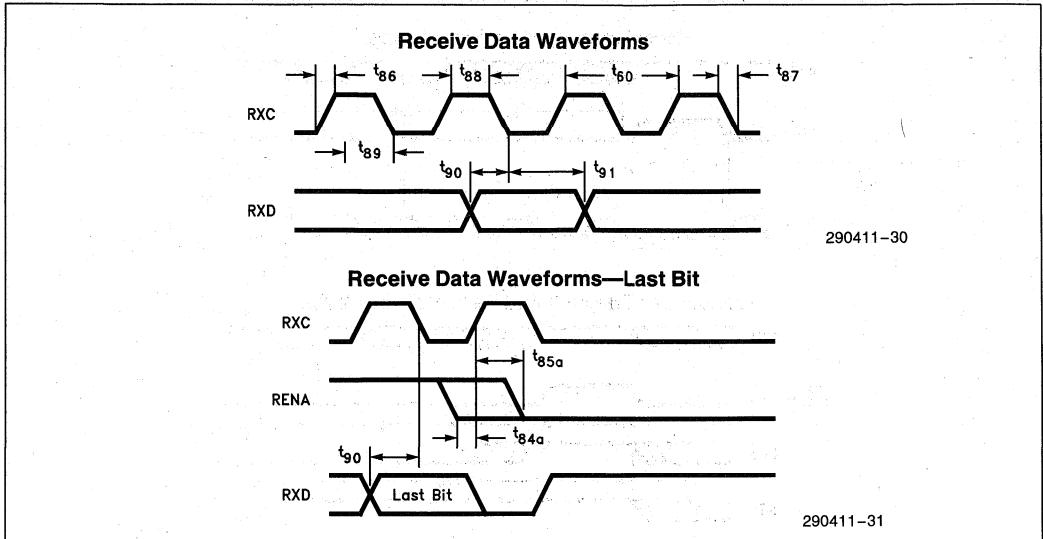 Receive Data Waveforms
t86 t88 t60 t87
RXC
t89
t90 t91
RXD
290411-30
Receive Data Waveforms—Last Bit
RXC
t85a
RENA
t84a
t90
RXD Last Bit
290411-31